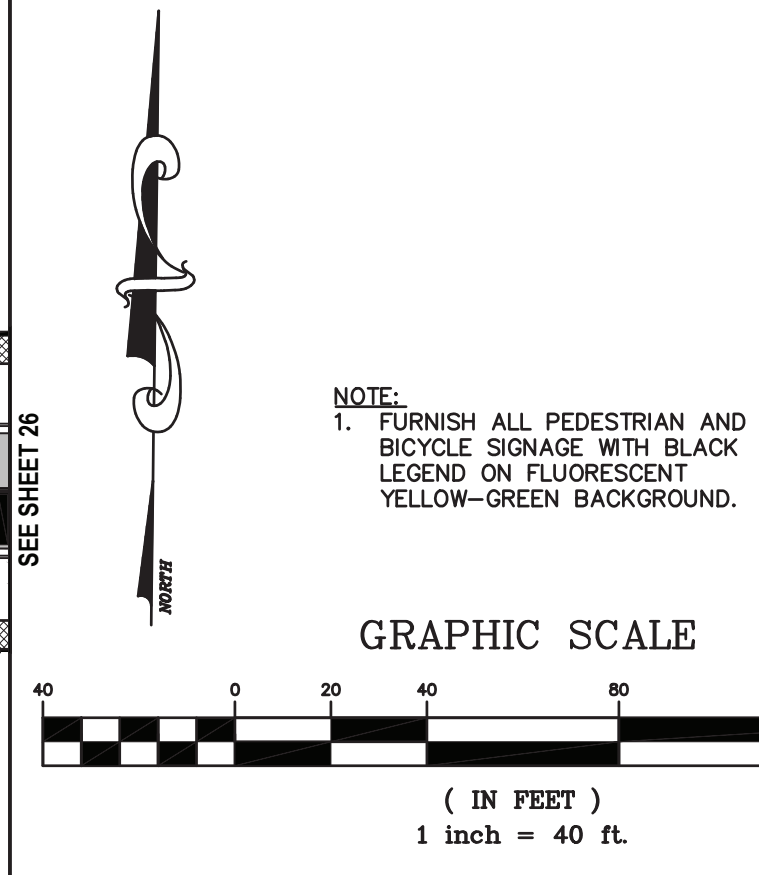 SEE SHEET 26
NORTH
NOTE:
1. FURNISH ALL PEDESTRIAN AND
BICYCLE SIGNAGE WITH BLACK
LEGEND ON FLUORESCENT
YELLOW-GREEN BACKGROUND.
GRAPHIC SCALE
40 0 20 40 80
( IN FEET )
1 inch = 40 ft.